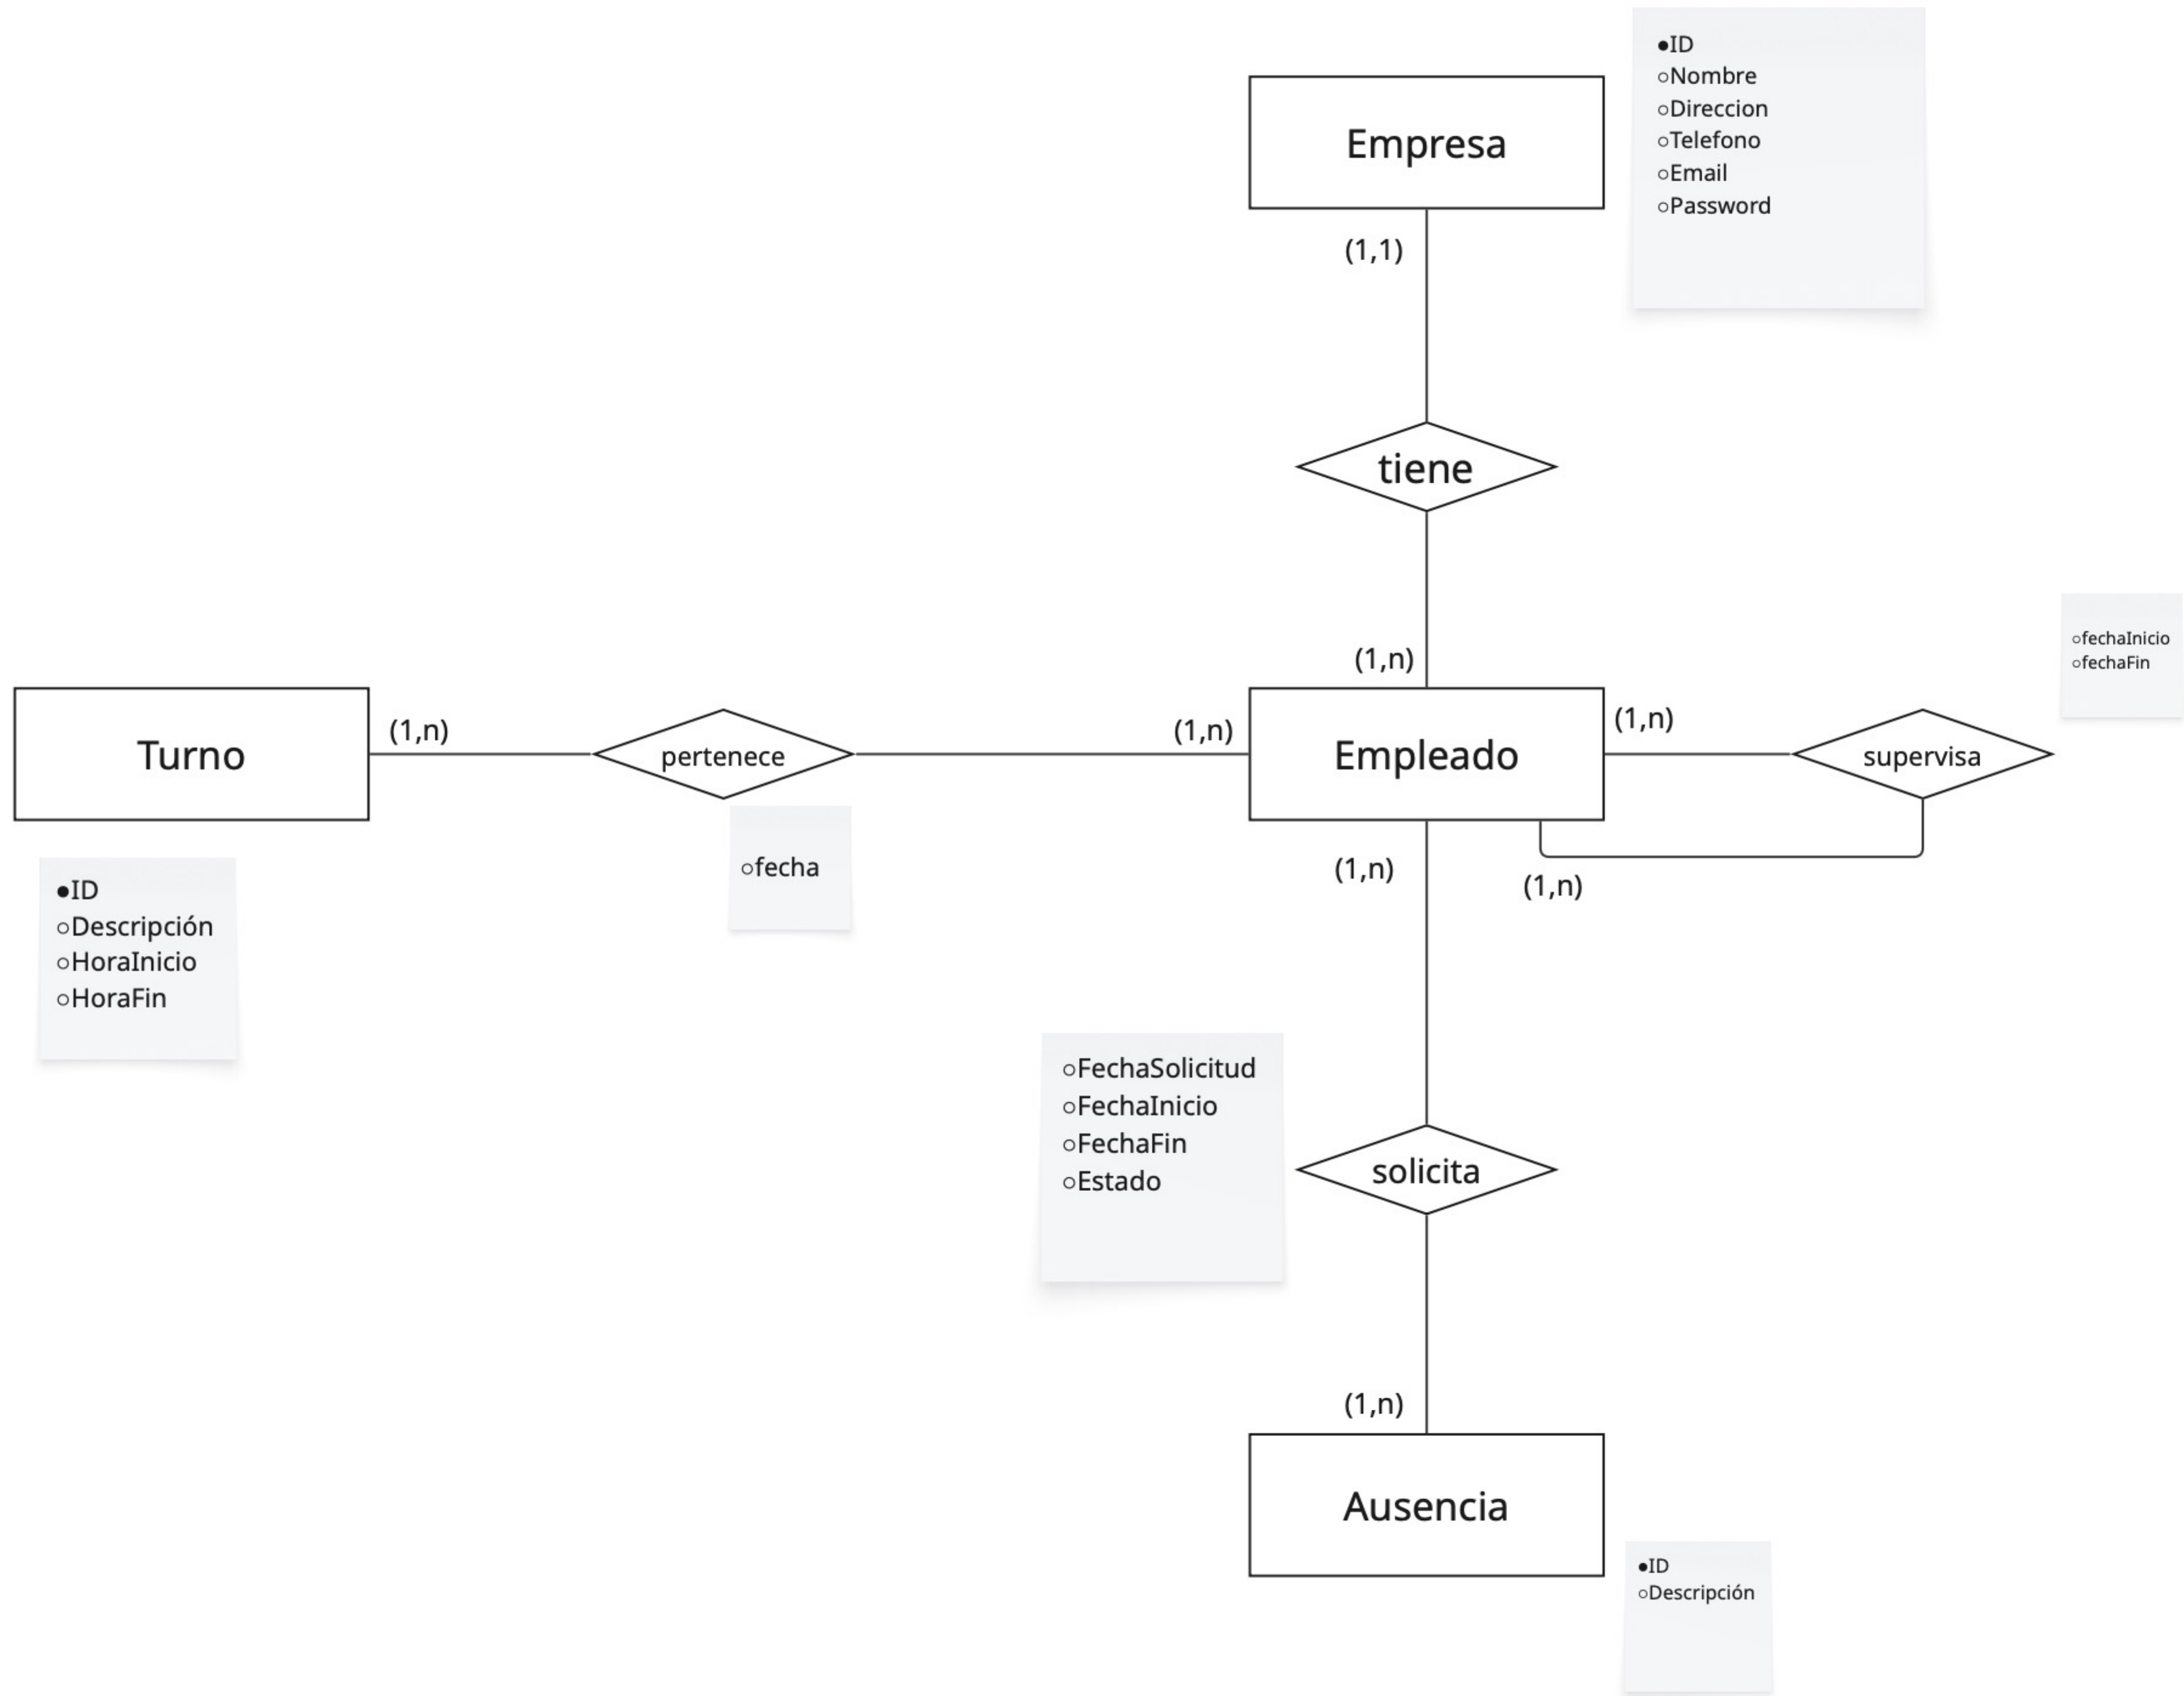 ●ID
○Nombre
○Direccion
○Telefono
○Email
○Password
Empresa
(1,1)
tiene
(1,n)
○fechaInicio
○fechaFin
Turno
(1,n)
pertenece
(1,n)
Empleado
(1,n)
supervisa
(1,n)
(1,n)
○fecha
●ID
○Descripción
○HoraInicio
○HoraFin
○FechaSolicitud
○FechaInicio
○FechaFin
○Estado
solicita
(1,n)
Ausencia
●ID
○Descripción